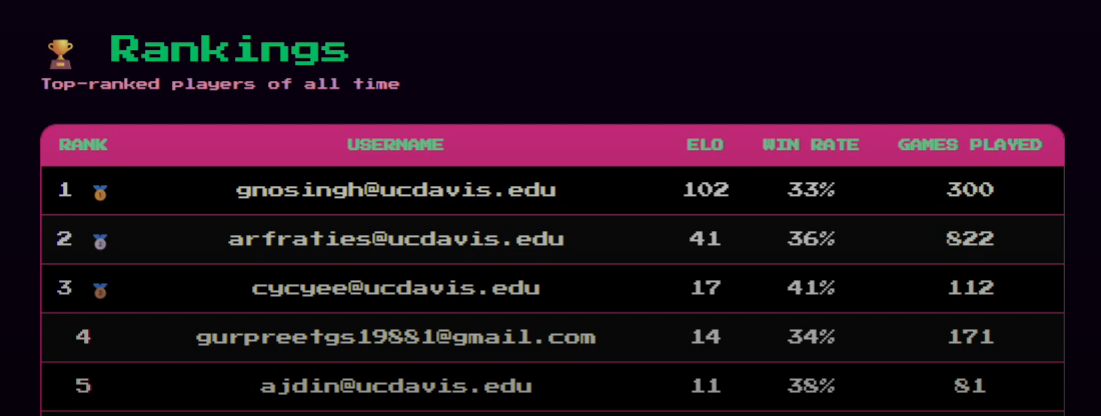 Rankings
Top-ranked players of all time
RANK USERNAME ELO WIN RATE GAMES PLAYED
1 gnosingh@ucdavis.edu 102 33% 300
2 arfraties@ucdavis.edu 41 36% 822
3 cycyee@ucdavis.edu 17 41% 112
4 gurpreetgs19881@gmail.com 14 34% 171
5 ajdin@ucdavis.edu 11 38% 81